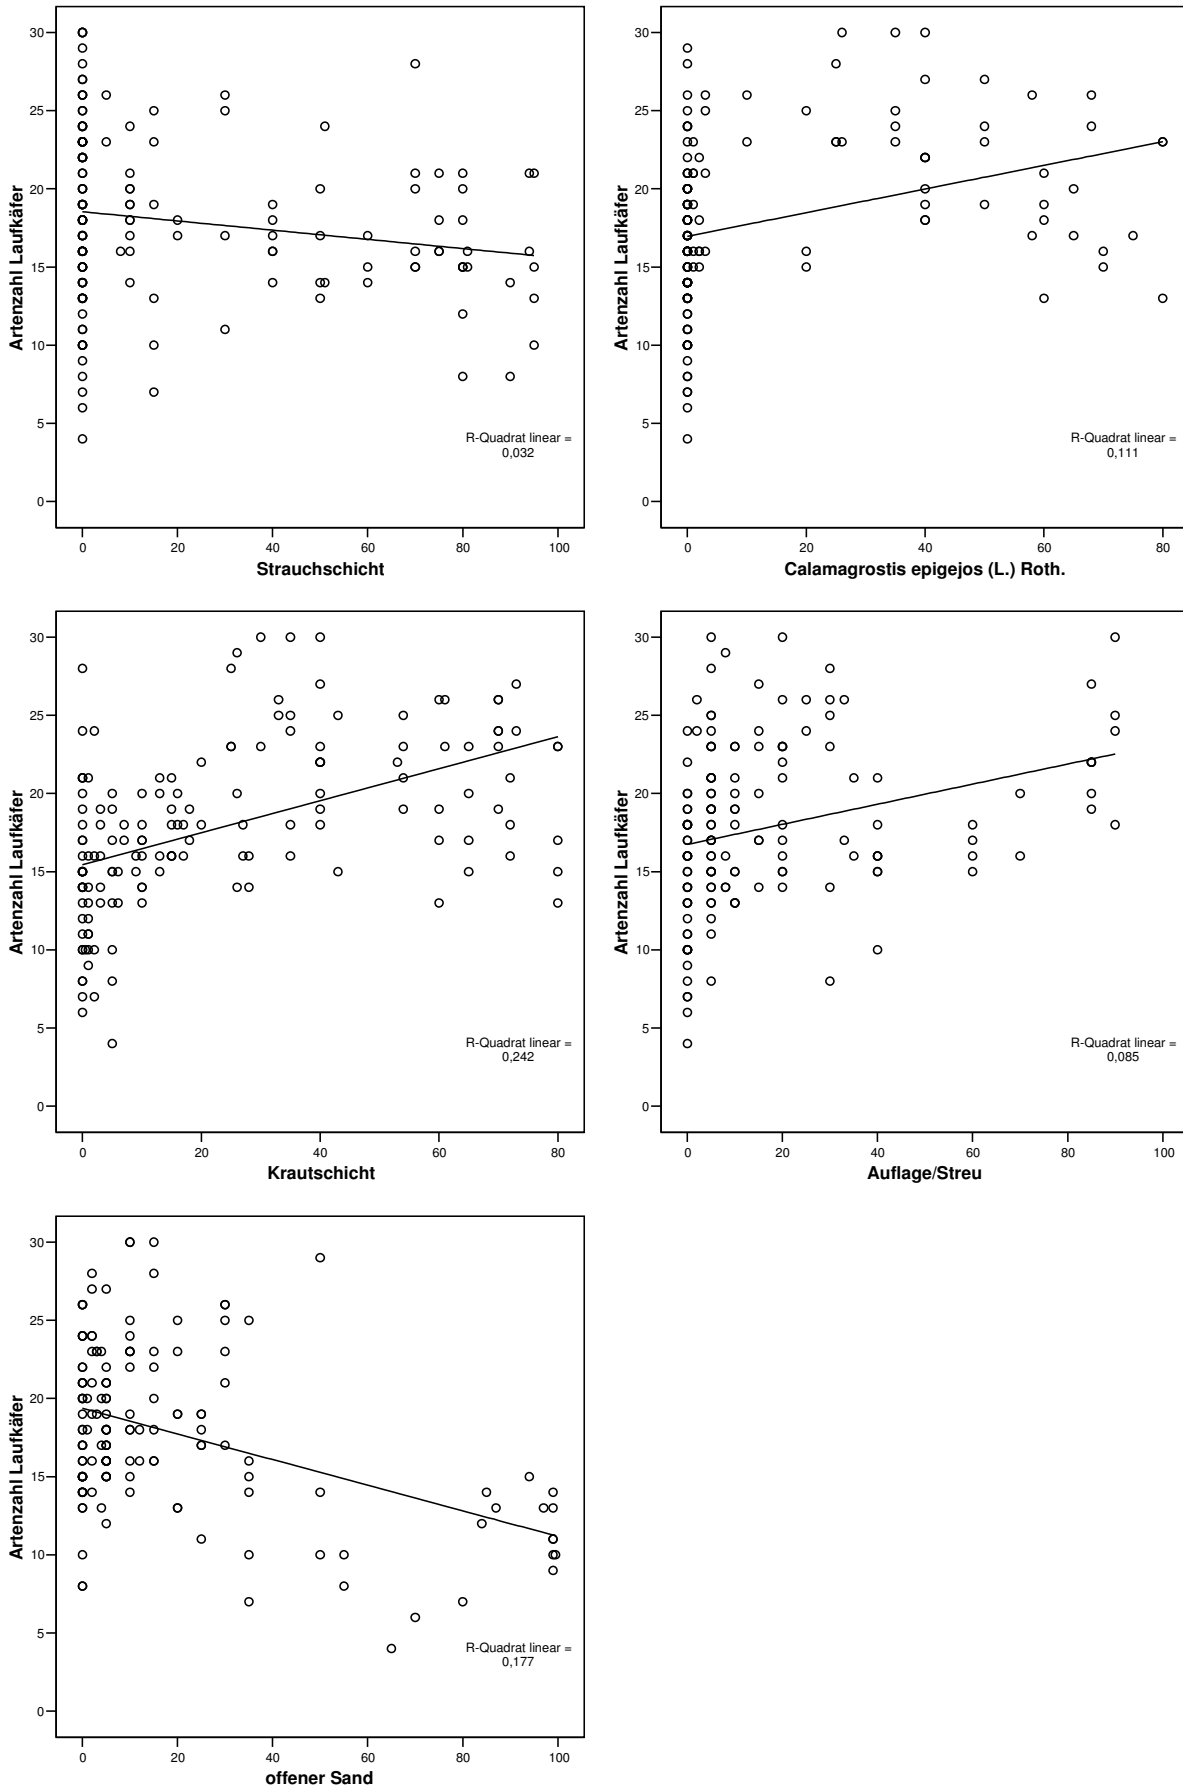 Artenzahl Laufkäfer
30
25
20
15
10
5
0
R-Quadrat linear =
0,032
0 20 40 60 80 100
Strauchschicht
Artenzahl Laufkäfer
30
25
20
15
10
5
0
R-Quadrat linear =
0,111
0 20 40 60 80
Calamagrostis epigejos (L.) Roth.
Artenzahl Laufkäfer
30
25
20
15
10
5
0
R-Quadrat linear =
0,242
0 20 40 60 80
Krautschicht
Artenzahl Laufkäfer
30
25
20
15
10
5
0
R-Quadrat linear =
0,085
0 20 40 60 80 100
Auflage/Streu
Artenzahl Laufkäfer
30
25
20
15
10
5
0
R-Quadrat linear =
0,177
0 20 40 60 80 100
offener Sand